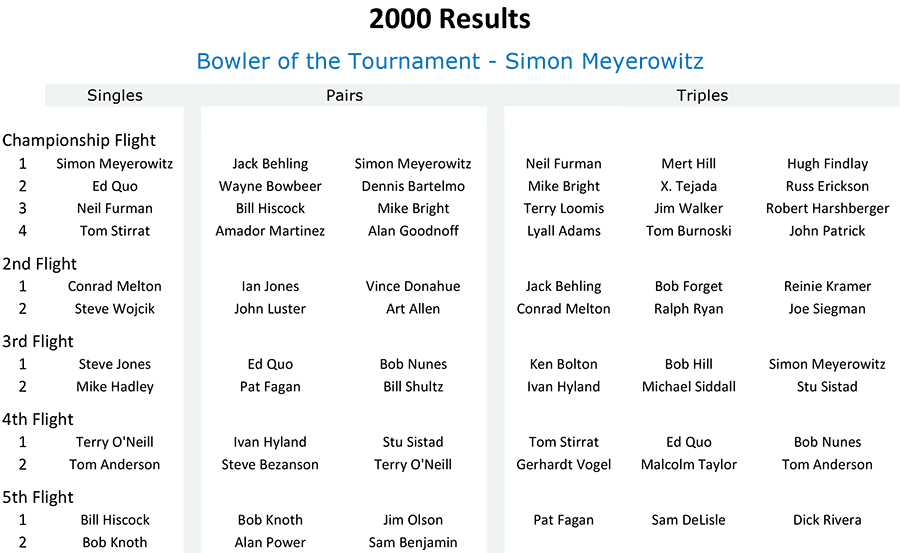 2000 Results
Bowler of the Tournament - Simon Meyerowitz
Singles Pairs Triples
Championship Flight
1 Simon Meyerowitz Jack Behling Simon Meyerowitz Neil Furman Mert Hill Hugh Findlay
2 Ed Quo Wayne Bowbeer Dennis Bartelmo Mike Bright X. Tejada Russ Erickson
3 Neil Furman Bill Hiscock Mike Bright Terry Loomis Jim Walker Robert Harshberger
4 Tom Stirrat Amador Martinez Alan Goodnoff Lyall Adams Tom Burnoski John Patrick
2nd Flight
1 Conrad Melton Ian Jones Vince Donahue Jack Behling Bob Forget Reinie Kramer
2 Steve Wojcik John Luster Art Allen Conrad Melton Ralph Ryan Joe Siegman
3rd Flight
1 Steve Jones Ed Quo Bob Nunes Ken Bolton Bob Hill Simon Meyerowitz
2 Mike Hadley Pat Fagan Bill Shultz Ivan Hyland Michael Siddall Stu Sistad
4th Flight
1 Terry O'Neill Ivan Hyland Stu Sistad Tom Stirrat Ed Quo Bob Nunes
2 Tom Anderson Steve Bezanson Terry O'Neill Gerhardt Vogel Malcolm Taylor Tom Anderson
5th Flight
1 Bill Hiscock Bob Knoth Jim Olson Pat Fagan Sam DeLisle Dick Rivera
2 Bob Knoth Alan Power Sam Benjamin